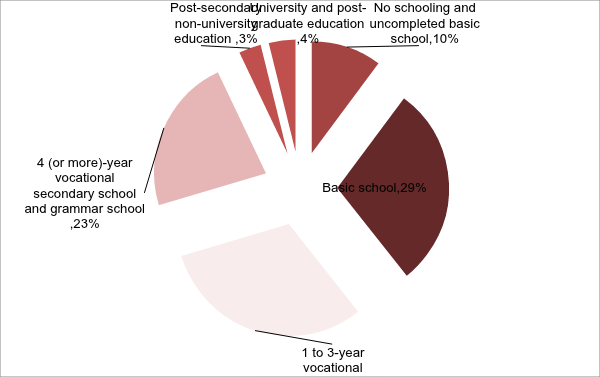 Post-secondary
non-university
education ,3%
University and post-
graduate education
,4%
No schooling and
uncompleted basic
school,10%
Basic school,29%
4 (or more)-year
vocational
secondary school
and grammar school
,23%
1 to 3-year
vocational